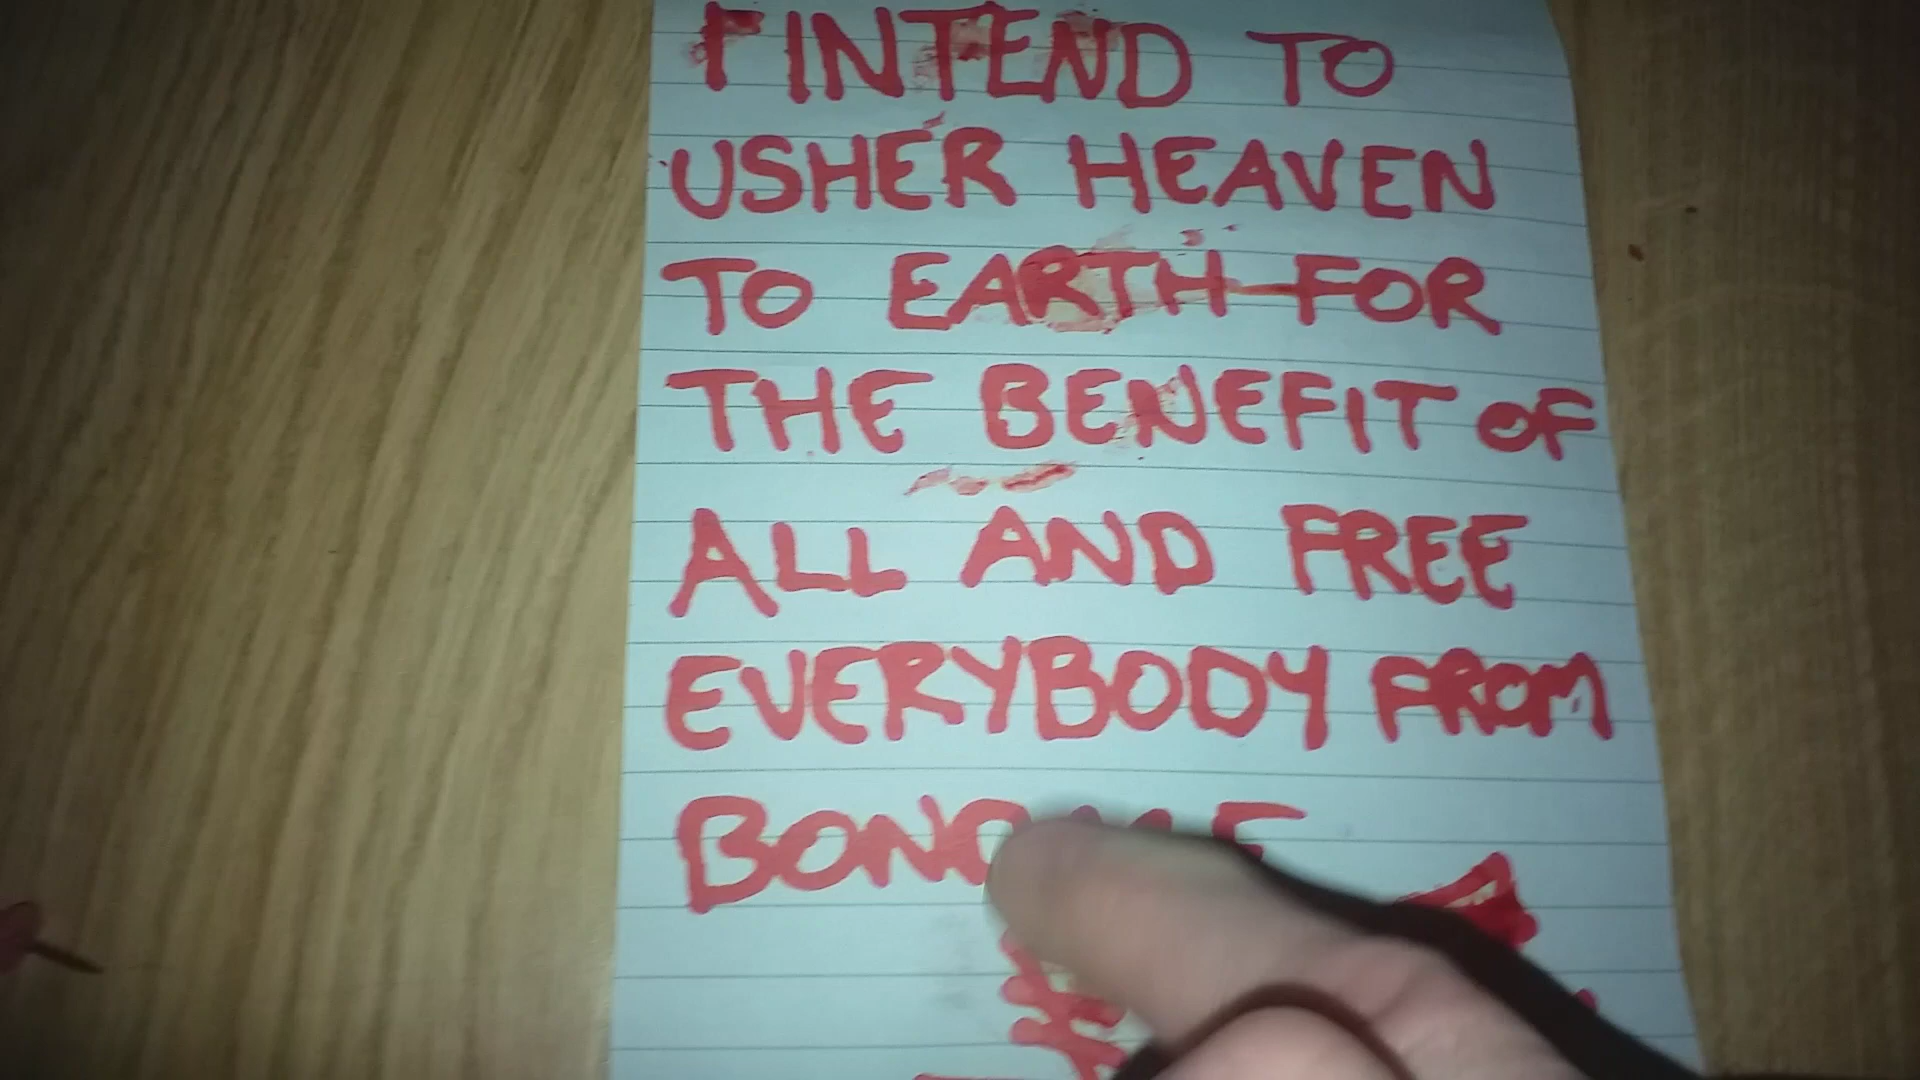 I INTEND TO
USHER HEAVEN
TO EARTH FOR
THE BENEFIT OF
ALL AND FREE
EVERYBODY FROM